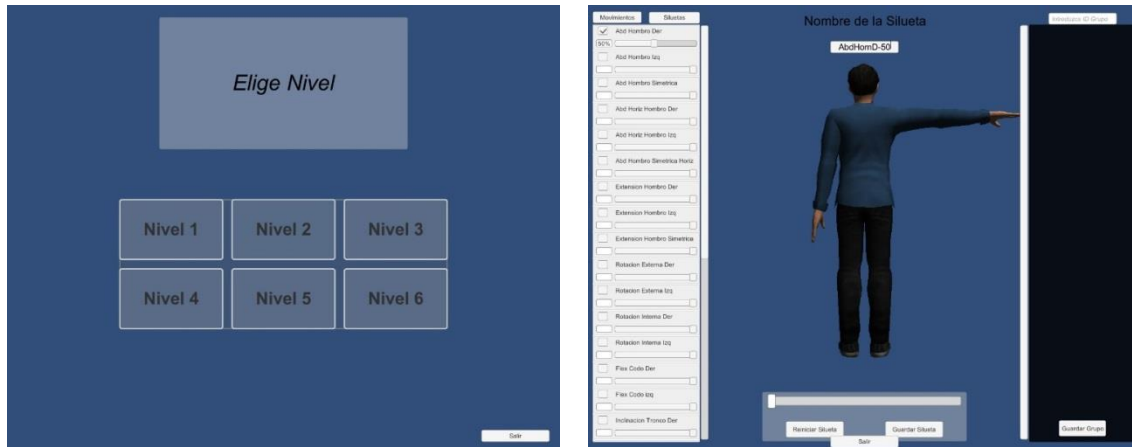 Elige Nivel
Nivel 1
Nivel 2
Nivel 3
Nivel 4
Nivel 5
Nivel 6
Salir
Movimientos
Siluetas
Abd Hombro Der
50%
Abd Hombro Izq
Abd Hombro Simetrica
Abd Horiz Hombro Der
Abd Horiz Hombro Izq
Abd Hombro Simetrica Horiz
Extension Hombro Der
Extension Hombro Izq
Extension Hombro Simetrica
Rotacion Externa Der
Rotacion Externa Izq
Rotacion Interna Der
Rotacion Interna Izq
Flex Codo Der
Flex Codo Izq
Inclinacion Tronco Der
Nombre de la Silueta
AbdHomD-50
Reiniciar Silueta
Guardar Silueta
Salir
ID Grupo
Guardar Grupo